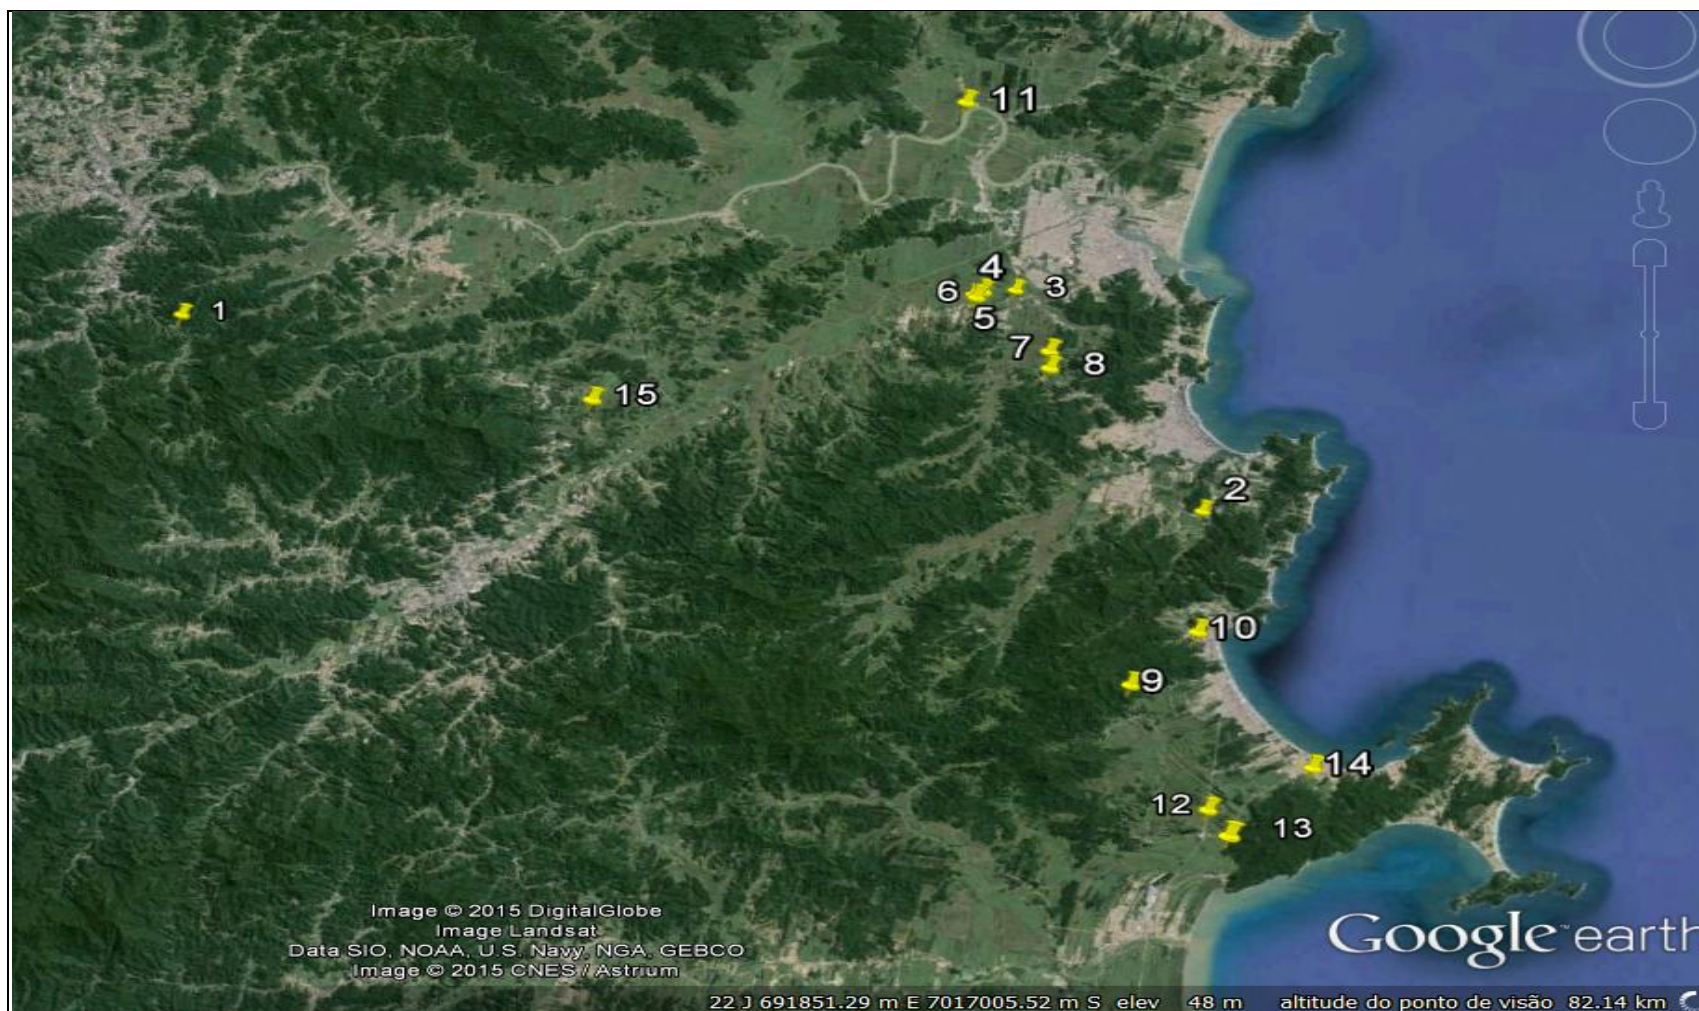 11
4
6
3
1
5
7
8
15
2
10
9
14
12
13
Image © 2015 DigitalGlobe
Image Landsat
Data SIO, NOAA, U.S. Navy, NGA, GEBCO
Image © 2015 CNES / Astrium
Google earth
22 J 691851.29 m E 7017005.52 m S elev 48 m altitude do ponto de visão 82.14 km